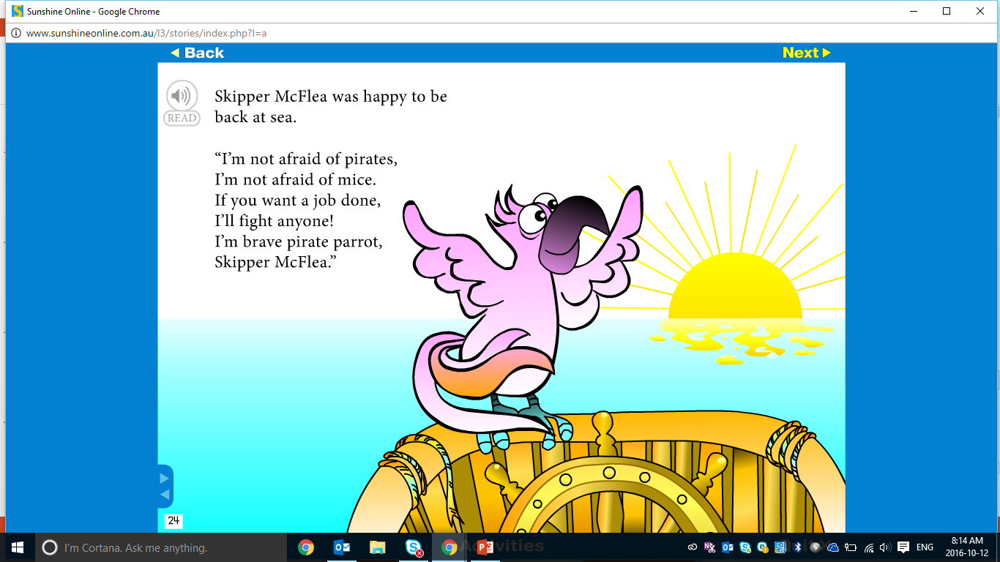 Sunshine Online - Google Chrome
www.sunshineonline.com.au/l3/stories/index.php?l=a
Back
Next
READ
Skipper McFlea was happy to be
back at sea.
“I’m not afraid of pirates,
I’m not afraid of mice.
If you want a job done,
I’ll fight anyone!
I’m brave pirate parrot,
Skipper McFlea.”
24
I'm Cortana. Ask me anything.
Activities
ENG
8:14 AM
2016-10-12